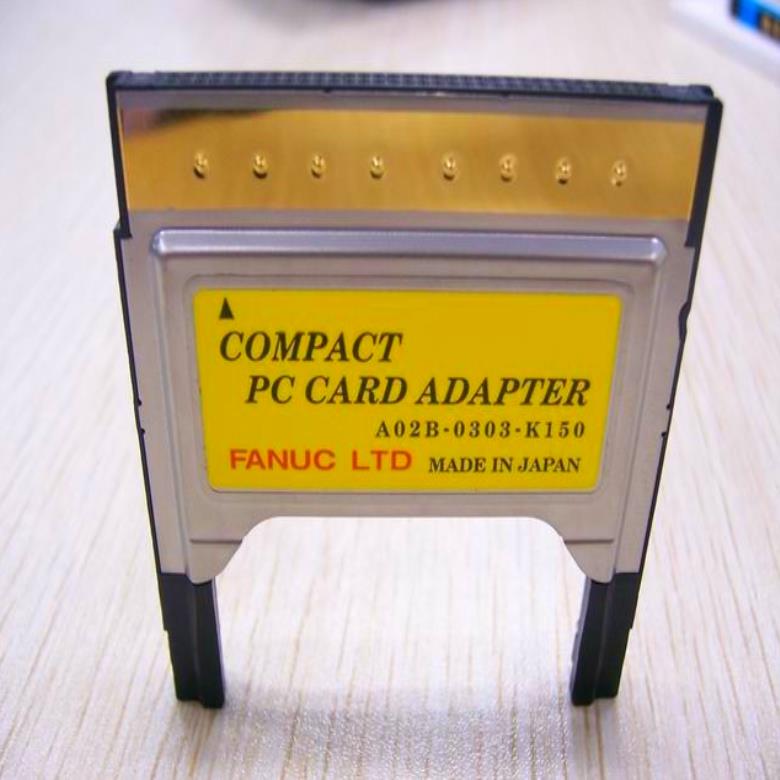 COMPACT
PC CARD ADAPTER
A02B-0303-K150
FANUC LTD MADE IN JAPAN